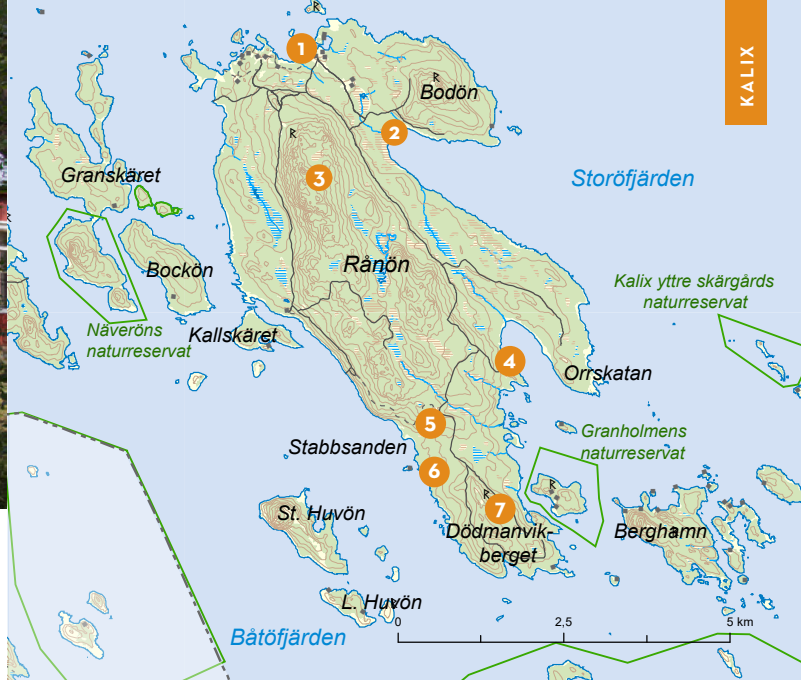 KALIX
R
1
R
Bodön
2
R
Storöfjärden
Granskäret
3
Rånön
Bockön
Kalix yttre skärgårds
naturreservat
Näveröns
naturreservat
Kallskäret
4
Orrskatan
5
Granholmens
naturreservat
Stabbsanden
6
R
R
7
St. Huvön
Dödmanvik-
berget
Berghamn
L. Huvön
Båtöfjärden
0
2,5
5 km